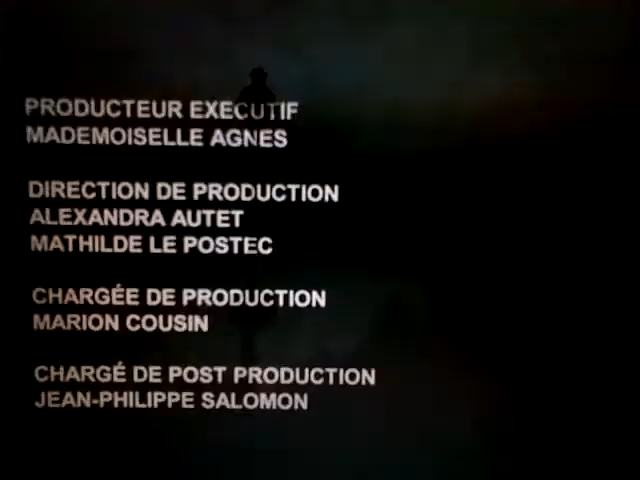 PRODUCTEUR EXECUTIF
MADEMOISELLE AGNES
DIRECTION DE PRODUCTION
ALEXANDRA AUTET
MATHILDE LE POSTEC
CHARGÉE DE PRODUCTION
MARION COUSIN
CHARGÉ DE POST PRODUCTION
JEAN-PHILIPPE SALOMON